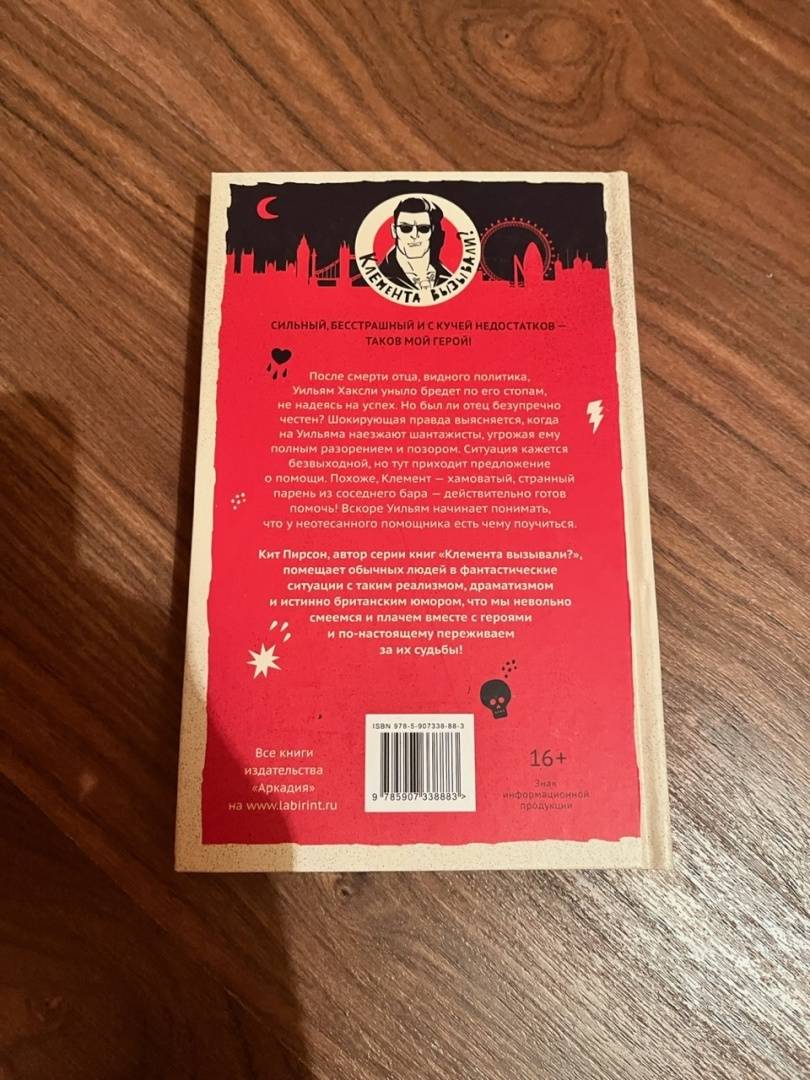 КЛЕМЕНТА ВЫЗЫВАЛИ?
СИЛЬНЫЙ, БЕССТРАШНЫЙ И С КУЧЕЙ НЕДОСТАТКОВ —
ТАКОВ МОЙ ГЕРОЙ!
После смерти отца, видного политика,
Уильям Хаксли уныло бредет по его стопам,
не надеясь на успех. Но был ли отец безупречно
честен? Шокирующая правда выясняется, когда
на Уильяма наезжают шантажисты, угрожая ему
полным разорением и позором. Ситуация кажется
безвыходной, но тут приходит предложение
о помощи. Похоже, Клемент — хамоватый, странный
парень из соседнего бара — действительно готов
помочь! Вскоре Уильям начинает понимать,
что у неотесанного помощника есть чему поучиться.
Кит Пирсон, автор серии книг «Клемента вызывали?»,
помещает обычных людей в фантастические
ситуации с таким реализмом, драматизмом
и истинно британским юмором, что мы невольно
смеемся и плачем вместе с героями
и по-настоящему переживаем
за их судьбы!
Все книги
издательства
«Аркадия»
на www.labirint.ru
ISBN 978-5-907338-88-3
9 785907 338883 >
16+
Знак
информационной
продукции